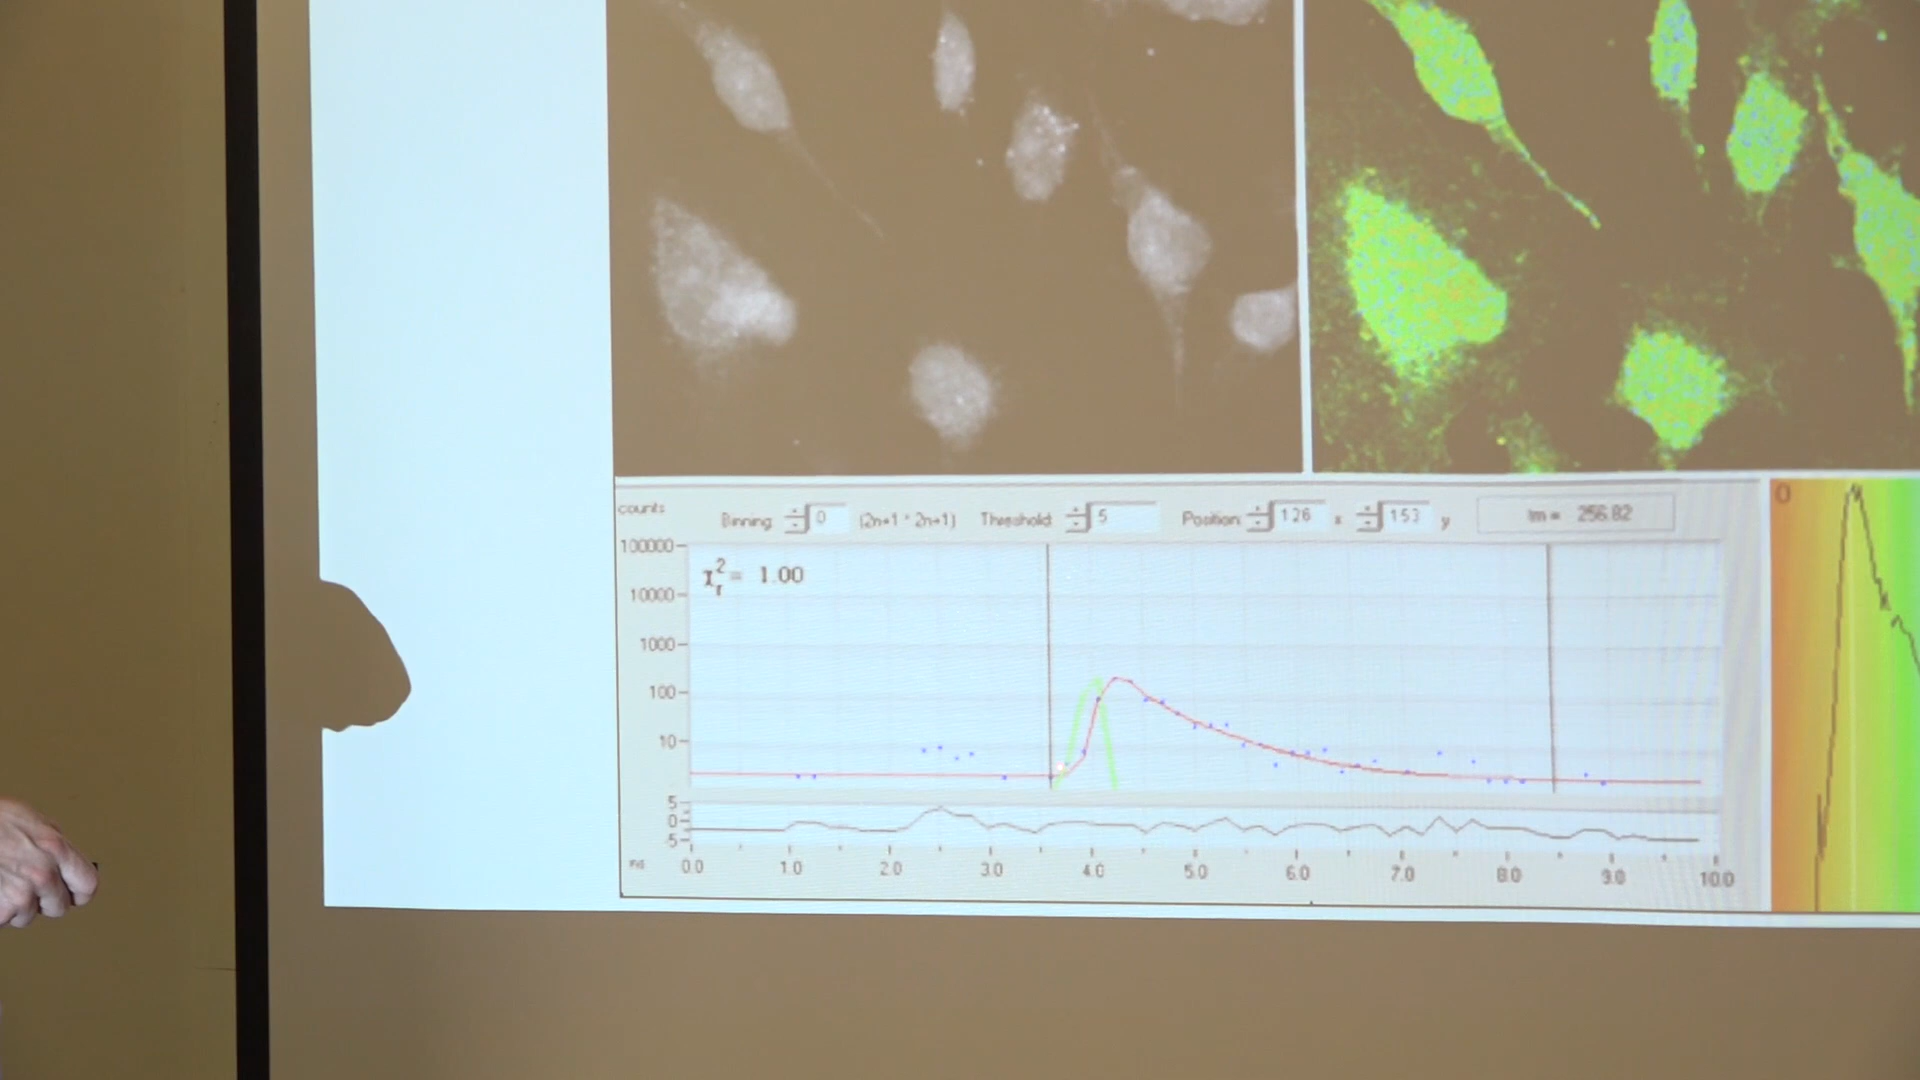 counts
Binning 0 (2n+1 * 2n+1) Threshold 5 Position 126 x 153 y tm = 256.82
100000
χr2 = 1.00
10000
1000
100
10
5
0
-5
0.0 1.0 2.0 3.0 4.0 5.0 6.0 7.0 8.0 9.0 10.0
0